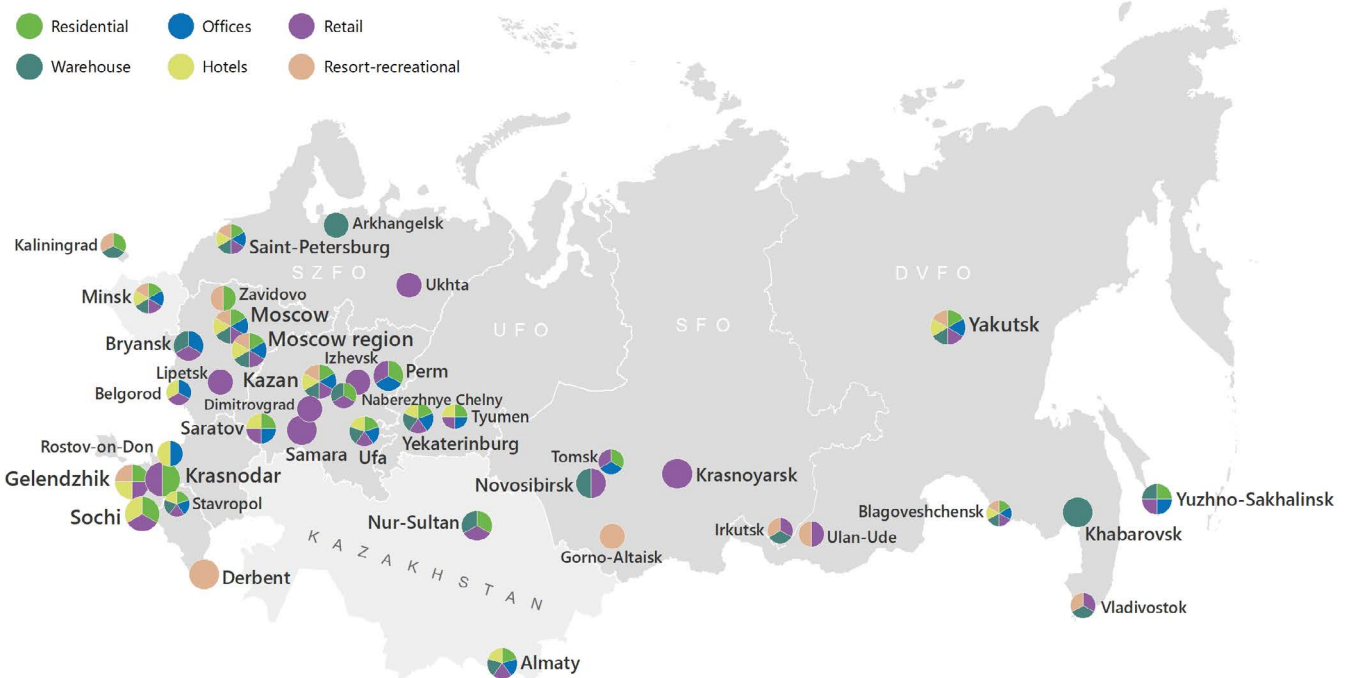 Residential
Offices
Retail
Warehouse
Hotels
Resort-recreational
Arkhangelsk
Kaliningrad
Saint-Petersburg
SZFO
DVFO
Ukhta
Minsk
Zavidovo
Moscow
UFO
SFO
Yakutsk
Bryansk
Moscow region
Izhevsk
Lipetsk
Kazan
Perm
Belgorod
Dimitrovgrad
Naberezhnye Chelny
Tyumen
Saratov
Yekaterinburg
Rostov-on-Don
Samara
Ufa
Tomsk
Gelendzhik
Krasnodar
Krasnoyarsk
Novosibirsk
Stavropol
Yuzhno-Sakhalinsk
Sochi
Blagoveshchensk
Nur-Sultan
Irkutsk
Ulan-Ude
Khabarovsk
Gorno-Altaisk
KAZAKHSTAN
Derbent
Vladivostok
Almaty